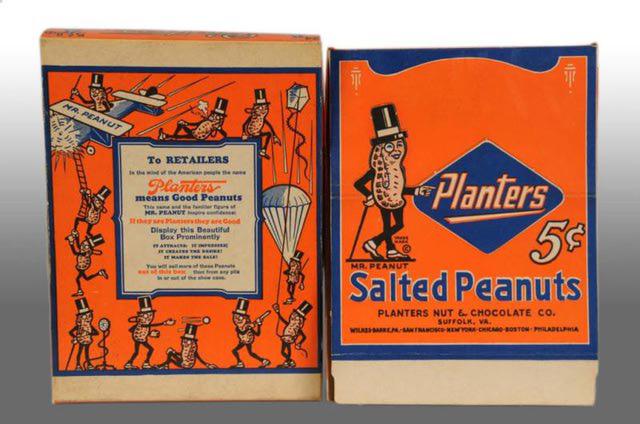 MR. PEANUT
To RETAILERS
In the mind of the American people the name
Planters
means Good Peanuts
This name and the familiar figure of
MR. PEANUT inspire confidence:
If they are Planters they are Good
Display this Beautiful
Box Prominently
IT ATTRACTS: IT IMPRESSES:
IT CREATES THE DESIRE!
IT MAKES THE SALE!
You will sell more of these Peanuts
out of this box than from any pile
in or out of the show case.
Planters
5¢
TRADE
MARK
MR. PEANUT
Salted Peanuts
PLANTERS NUT & CHOCOLATE CO.
SUFFOLK, VA.
WILKES-BARRE, PA.-SAN FRANCISCO-NEW YORK-CHICAGO-BOSTON-PHILADELPHIA